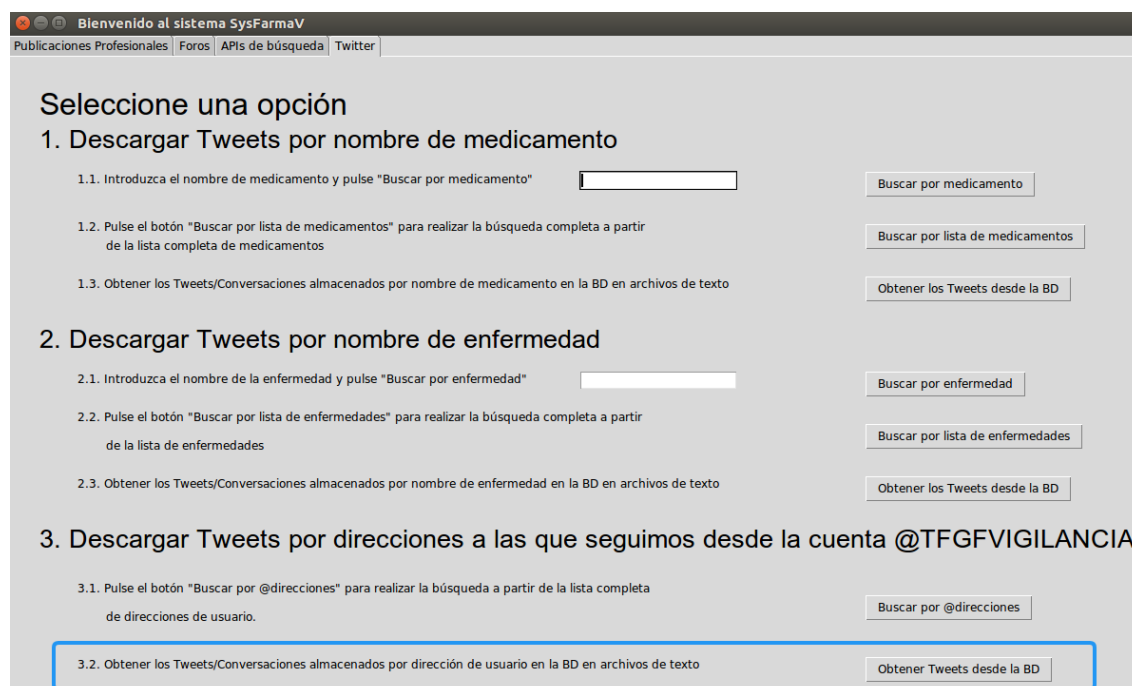 Bienvenido al sistema SysFarmaV
Publicaciones Profesionales Foros APIs de búsqueda Twitter
Seleccione una opción
1. Descargar Tweets por nombre de medicamento
1.1. Introduzca el nombre de medicamento y pulse "Buscar por medicamento" Buscar por medicamento
1.2. Pulse el botón "Buscar por lista de medicamentos" para realizar la búsqueda completa a partir
de la lista completa de medicamentos
Buscar por lista de medicamentos
1.3. Obtener los Tweets/Conversaciones almacenados por nombre de medicamento en la BD en archivos de texto Obtener los Tweets desde la BD
2. Descargar Tweets por nombre de enfermedad
2.1. Introduzca el nombre de la enfermedad y pulse "Buscar por enfermedad" Buscar por enfermedad
2.2. Pulse el botón "Buscar por lista de enfermedades" para realizar la búsqueda completa a partir
de la lista de enfermedades
Buscar por lista de enfermedades
2.3. Obtener los Tweets/Conversaciones almacenados por nombre de enfermedad en la BD en archivos de texto Obtener los Tweets desde la BD
3. Descargar Tweets por direcciones a las que seguimos desde la cuenta @TFGFVIGILANCIA
3.1. Pulse el botón "Buscar por @direcciones" para realizar la búsqueda a partir de la lista completa
de direcciones de usuario.
Buscar por @direcciones
3.2. Obtener los Tweets/Conversaciones almacenados por dirección de usuario en la BD en archivos de texto Obtener Tweets desde la BD